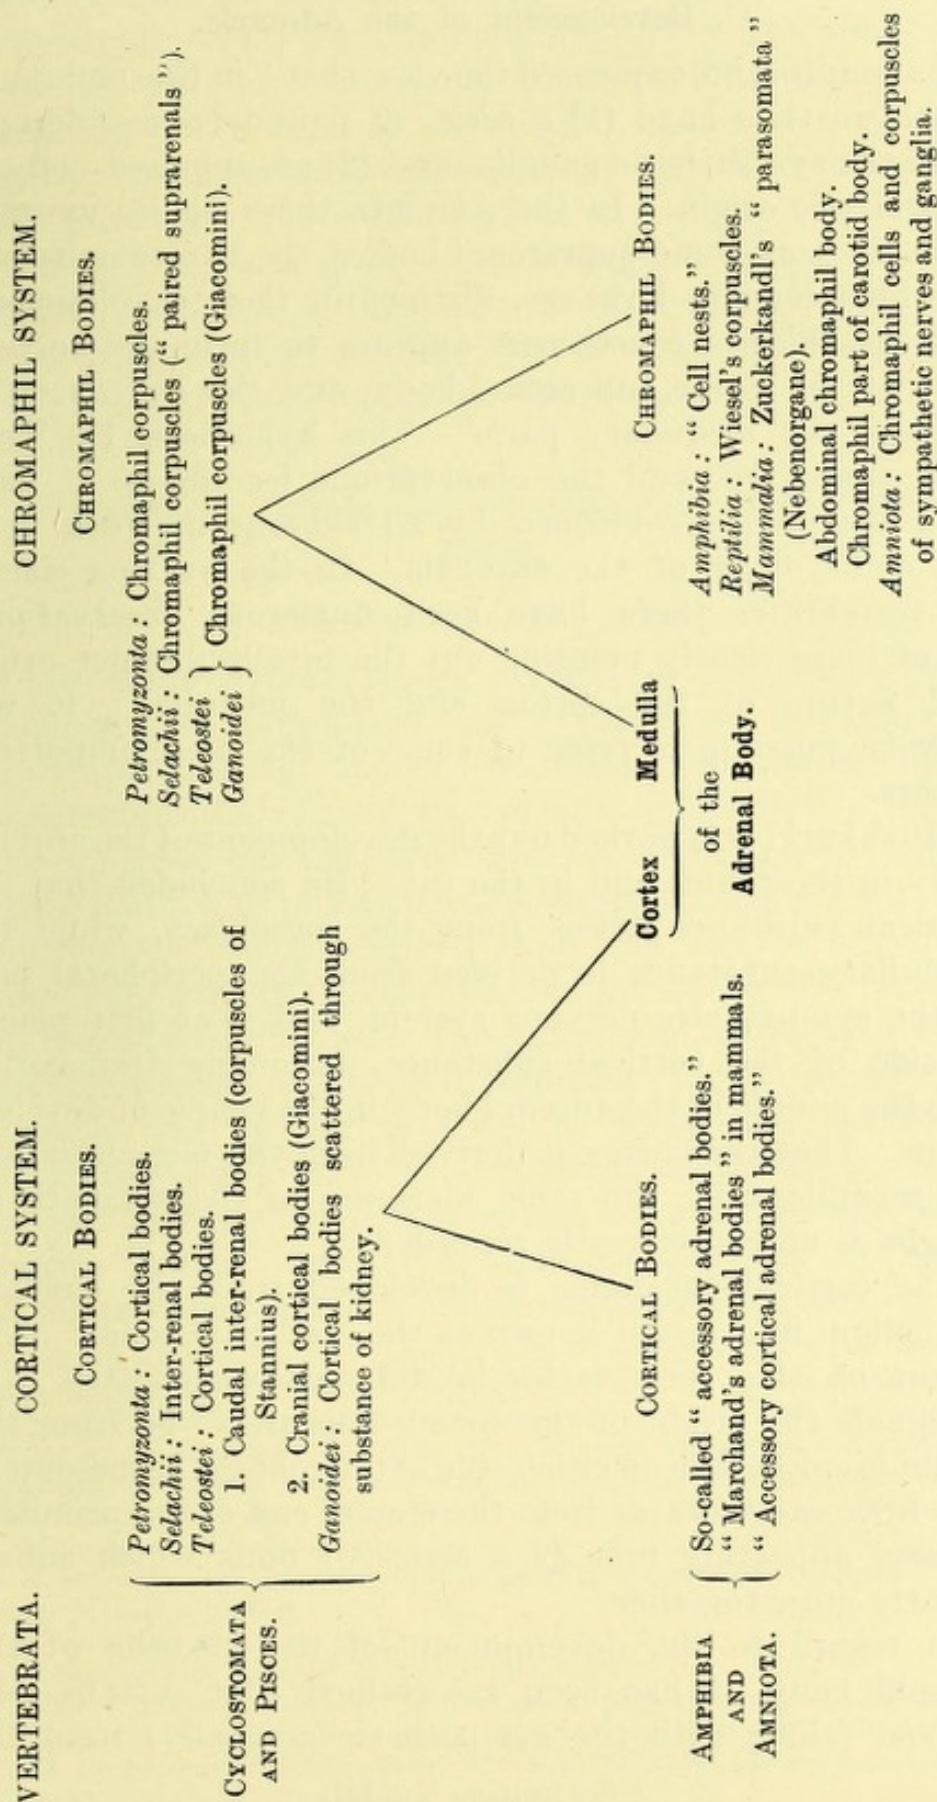 VERTEBRATA. CORTICAL SYSTEM. CHROMAPHIL SYSTEM.
CORTICAL BODIES. CHROMAPHIL BODIES.
CYCLOSTOMATA
AND PISCES.
Petromyzonta : Cortical bodies.
Selachii : Inter-renal bodies.
Teleostei : Cortical bodies.
1. Caudal inter-renal bodies (corpuscles of
Stannius).
2. Cranial cortical bodies (Giacomini).
Ganoidei : Cortical bodies scattered through
substance of kidney.
Petromyzonta : Chromaphil corpuscles.
Selachii : Chromaphil corpuscles (“ paired suprarenals ”).
Teleostei
Ganoidei } Chromaphil corpuscles (Giacomini).
CORTICAL BODIES. Cortex Medulla CHROMAPHIL BODIES.
of the
Adrenal Body.
AMPHIBIA
AND
AMNIOTA.
So-called “ accessory adrenal bodies.”
“ Marchand's adrenal bodies ” in mammals.
“ Accessory cortical adrenal bodies.”
Amphibia : “ Cell nests.”
Reptilia : Wiesel's corpuscles.
Mammalia : Zuckerkandl's “ parasomata ”
(Nebenorgane).
Abdominal chromaphil body.
Chromaphil part of carotid body.
Amniota : Chromaphil cells and corpuscles
of sympathetic nerves and ganglia.